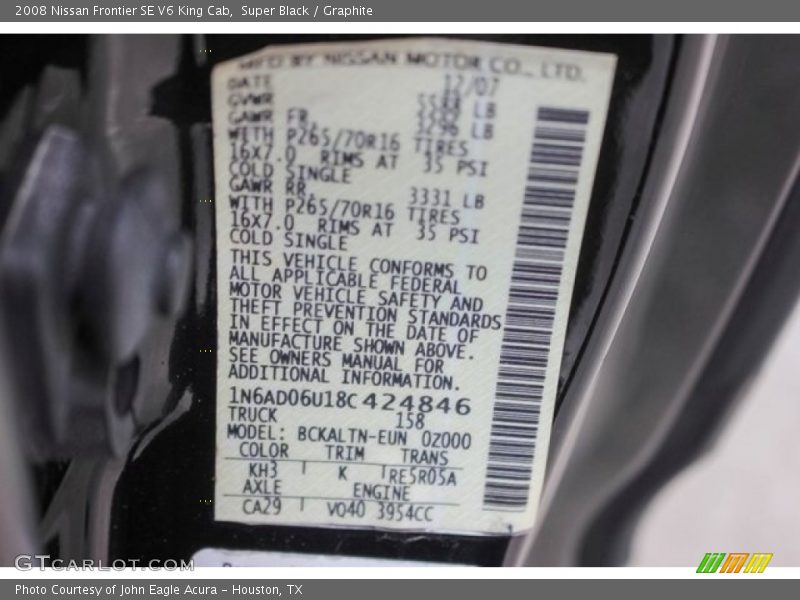 2008 Nissan Frontier SE V6 King Cab,  Super Black / Graphite
MFD BY NISSAN MOTOR CO., LTD.
DATE 12/07
GVWR LB
GAWR FR 3296 LB
WITH P265/70R16 TIRES
16X7.0 RIMS AT 35 PSI
COLD SINGLE
GAWR RR 3331 LB
WITH P265/70R16 TIRES
16X7.0 RIMS AT 35 PSI
COLD SINGLE
THIS VEHICLE CONFORMS TO
ALL APPLICABLE FEDERAL
MOTOR VEHICLE SAFETY AND
THEFT PREVENTION STANDARDS
IN EFFECT ON THE DATE OF
MANUFACTURE SHOWN ABOVE.
SEE OWNERS MANUAL FOR
ADDITIONAL INFORMATION.
1N6AD06U18C424846
TRUCK 158
MODEL: BCKALTN-EUN 0Z000
COLOR TRIM TRANS
KH3 K RE5R05A
AXLE ENGINE
CA29 VQ40 3954CC
GTCARLOT.COM
Photo Courtesy of John Eagle Acura - Houston, TX